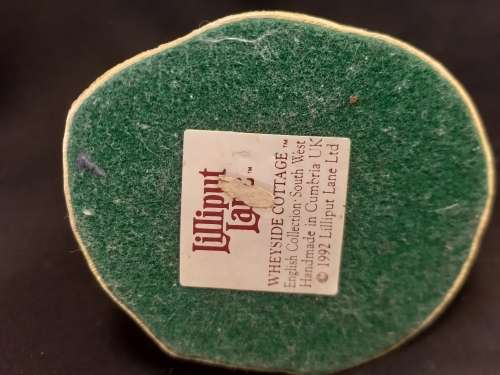 Lilliput
Lane™
WHEYSIDE COTTAGE™
English Collection·South West
Handmade in Cumbria UK
© 1992 Lilliput Lane Ltd